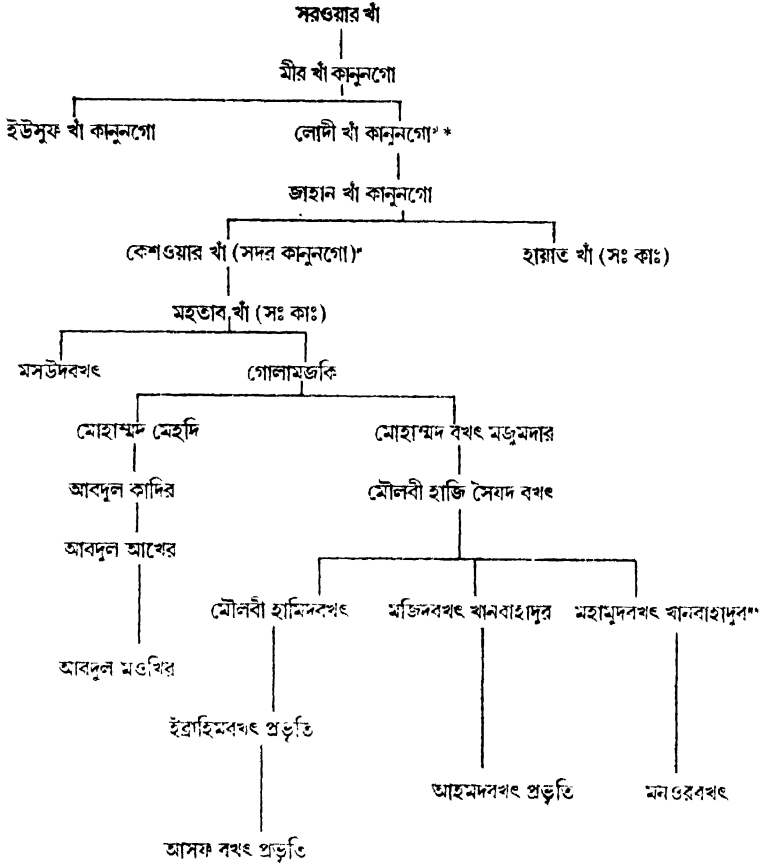 সরওয়ার খাঁ
মীর খাঁ কানুনগো
ইউসুফ খাঁ কানুনগো লোদী খাঁ কানুনগো" *
জাহান খাঁ কানুনগো
কেশওয়ার খাঁ (সদর কানুনগো)" হায়াত খাঁ (সঃ কাঃ)
মহতাব খাঁ (সঃ কাঃ)
মসউদবখৎ গোলামজকি
মোহাম্মদ মেহদি মোহাম্মদ বখৎ মজুমদার
আবদুল কাদির মৌলবী হাজি সৈযদ বখৎ
আবদুল আখের
মৌলবী হামিদবখৎ মজিদবখৎ খানবাহাদুর মহামুদবখৎ খানবাহাদুব"'
আবদুল মওখির
ইব্রাহিমবখৎ প্রভৃতি
আহমদবখৎ প্রভৃতি মনওরবখৎ
আসফ বখৎ প্রভৃতি